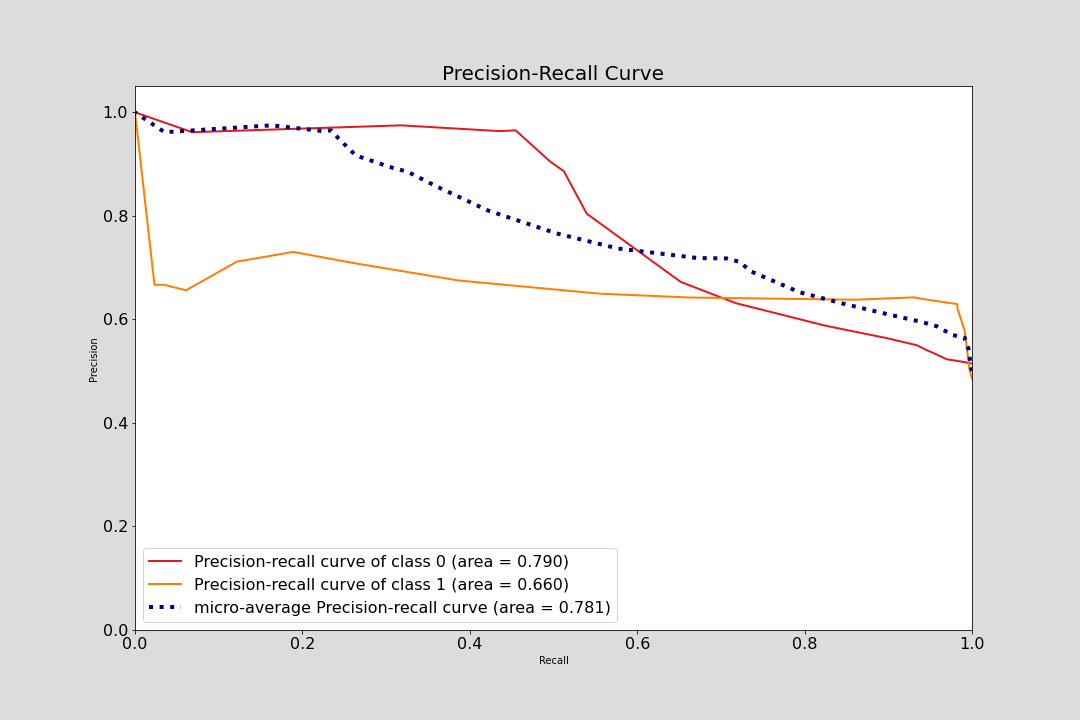 Precision-Recall Curve
1.0
0.8
0.6
0.4
0.2
0.0
Precision
Precision-recall curve of class 0 (area = 0.790)
Precision-recall curve of class 1 (area = 0.660)
micro-average Precision-recall curve (area = 0.781)
0.0 0.2 0.4 0.6 0.8 1.0
Recall